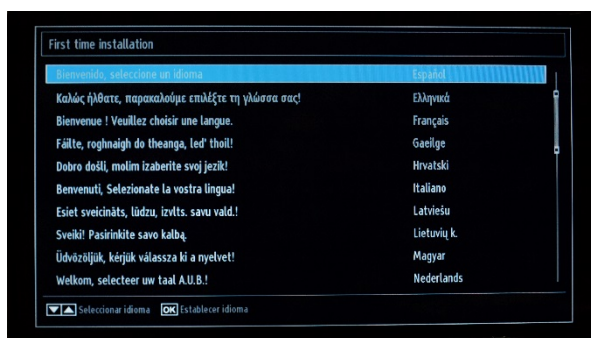 First time installation
Bienvenido, seleccione un idioma Español
Καλώς ήλθατε, παρακαλούμε επιλέξτε τη γλώσσα σας! Ελληνικά
Bienvenue ! Veuillez choisir une langue. Français
Fáilte, roghnaigh do theanga, led' thoil! Gaeilge
Dobro došli, molim izaberite svoj jezik! Hrvatski
Benvenuti, Selezionate la vostra lingua! Italiano
Esiet sveicināts, lūdzu, izvlts. savu vald.! Latviešu
Sveiki! Pasirinkite savo kalbą. Lietuvių k.
Üdvözöljük, kérjük válassza ki a nyelvet! Magyar
Welkom, selecteer uw taal A.U.B.! Nederlands
Seleccionar idioma OK Establecer idioma